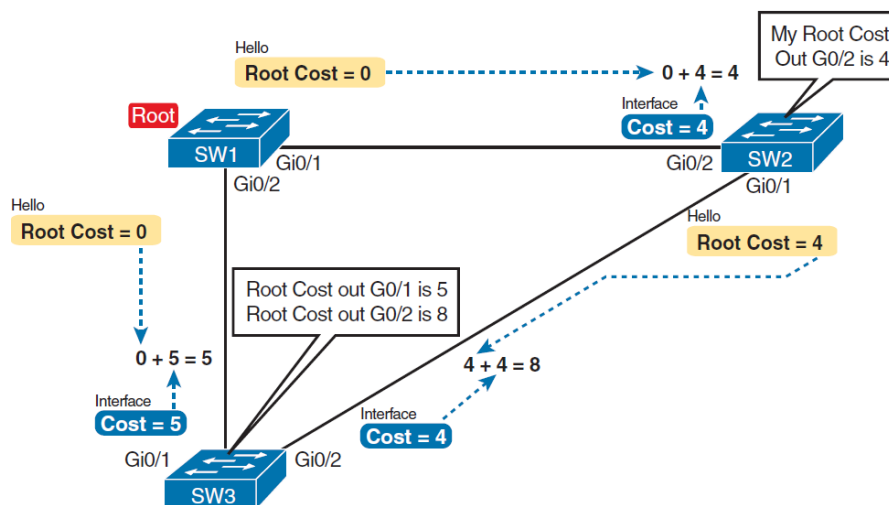 My Root Cost
Out G0/2 is 4
Hello
Root Cost = 0
0 + 4 = 4
Interface
Cost = 4
Root
SW1
Gi0/1
Gi0/2
Gi0/2
SW2
Gi0/1
Hello
Root Cost = 0
Hello
Root Cost = 4
Root Cost out G0/1 is 5
Root Cost out G0/2 is 8
0 + 5 = 5
4 + 4 = 8
Interface
Cost = 5
Interface
Cost = 4
Gi0/1
Gi0/2
SW3